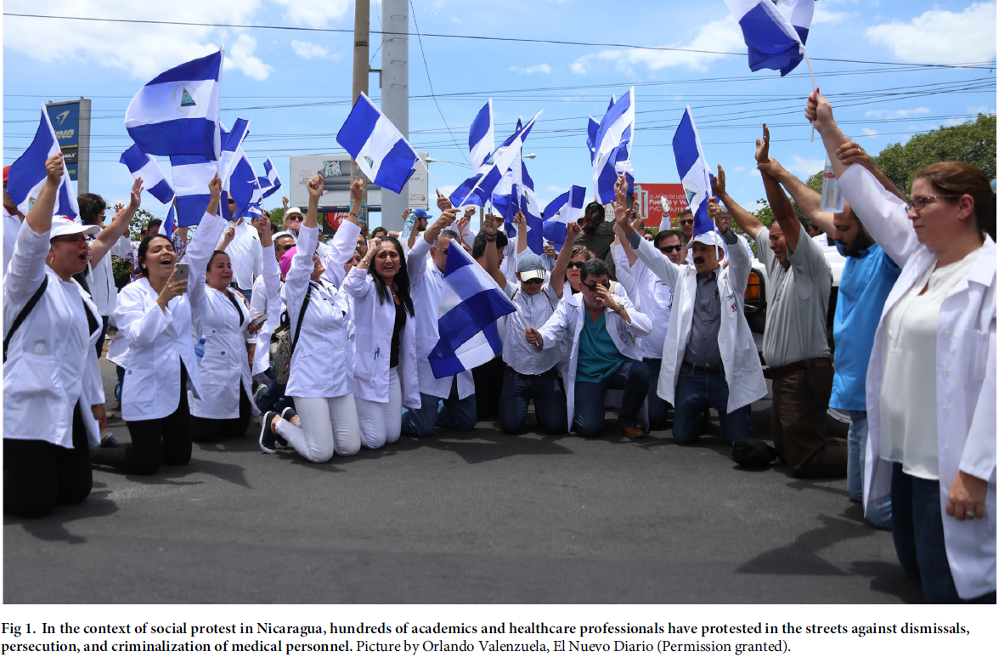 UNO
Fig 1. In the context of social protest in Nicaragua, hundreds of academics and healthcare professionals have protested in the streets against dismissals,
persecution, and criminalization of medical personnel. Picture by Orlando Valenzuela, El Nuevo Diario (Permission granted).